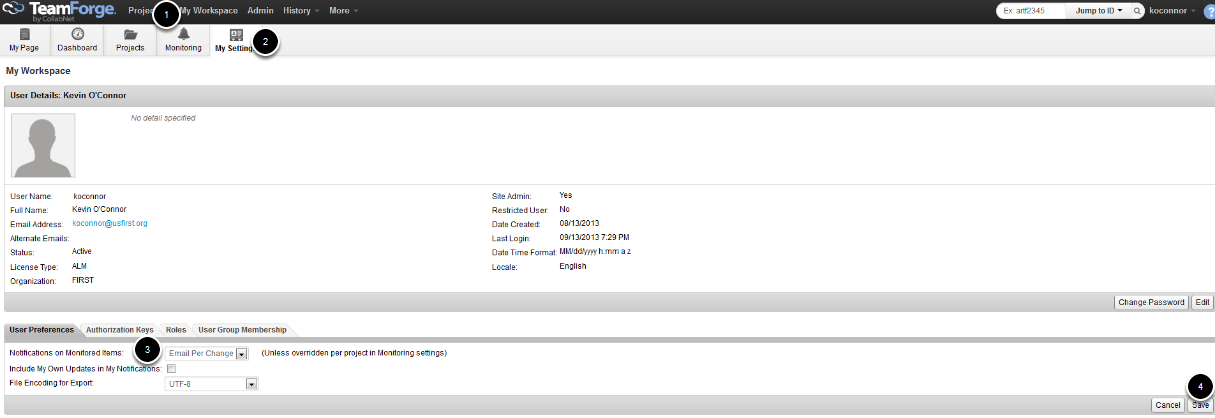 TeamForge.
by CollabNet
Projec 1 My Workspace Admin History More
Ex: artf2345 Jump to ID koconnor ?
My Page Dashboard Projects Monitoring My Setting 2
My Workspace
User Details: Kevin O'Connor
No detail specified
User Name: koconnor
Full Name: Kevin O'Connor
Email Address: koconnor@usfirst.org
Alternate Emails:
Status: Active
License Type: ALM
Organization: FIRST
Site Admin: Yes
Restricted User: No
Date Created: 08/13/2013
Last Login: 09/13/2013 7:29 PM
Date Time Format: MM/dd/yyyy h:mm a z
Locale: English
Change Password Edit
User Preferences Authorization Keys Roles User Group Membership
Notifications on Monitored Items: 3 Email Per Change (Unless overridden per project in Monitoring settings)
Include My Own Updates in My Notifications:
File Encoding for Export: UTF-8
4
Cancel Save